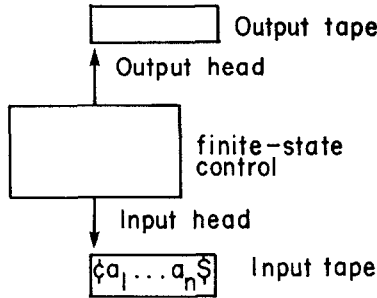 Output tape
Output head
finite-state
control
Input head
¢a₁...aₙ$ Input tape